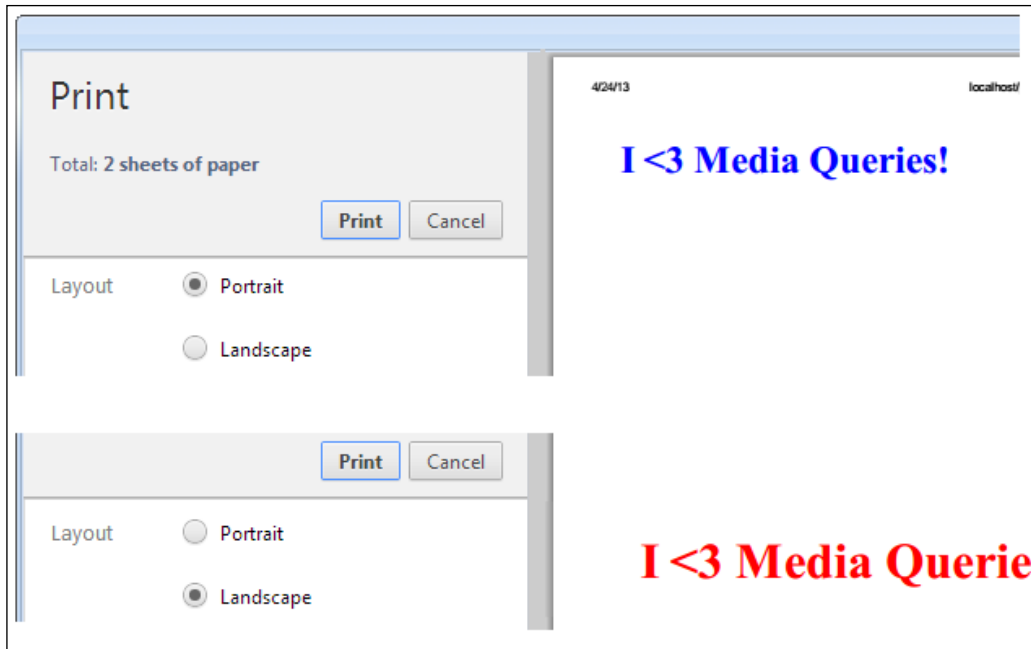 Print
Total: 2 sheets of paper
Print Cancel
Layout Portrait
Landscape
4/24/13 localhost/
I <3 Media Queries!
Print Cancel
Layout Portrait
Landscape
I <3 Media Querie